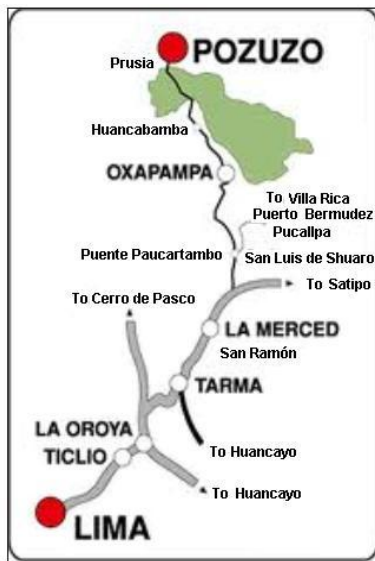 POZUZO
Prusia
Huancabamba
OXAPAMPA
To Villa Rica
Puerto Bermudez
Pucallpa
Puente Paucartambo
San Luis de Shuaro
To Cerro de Pasco
To Satipo
LA MERCED
San Ramón
TARMA
LA OROYA
TICLIO
To Huancayo
To Huancayo
LIMA